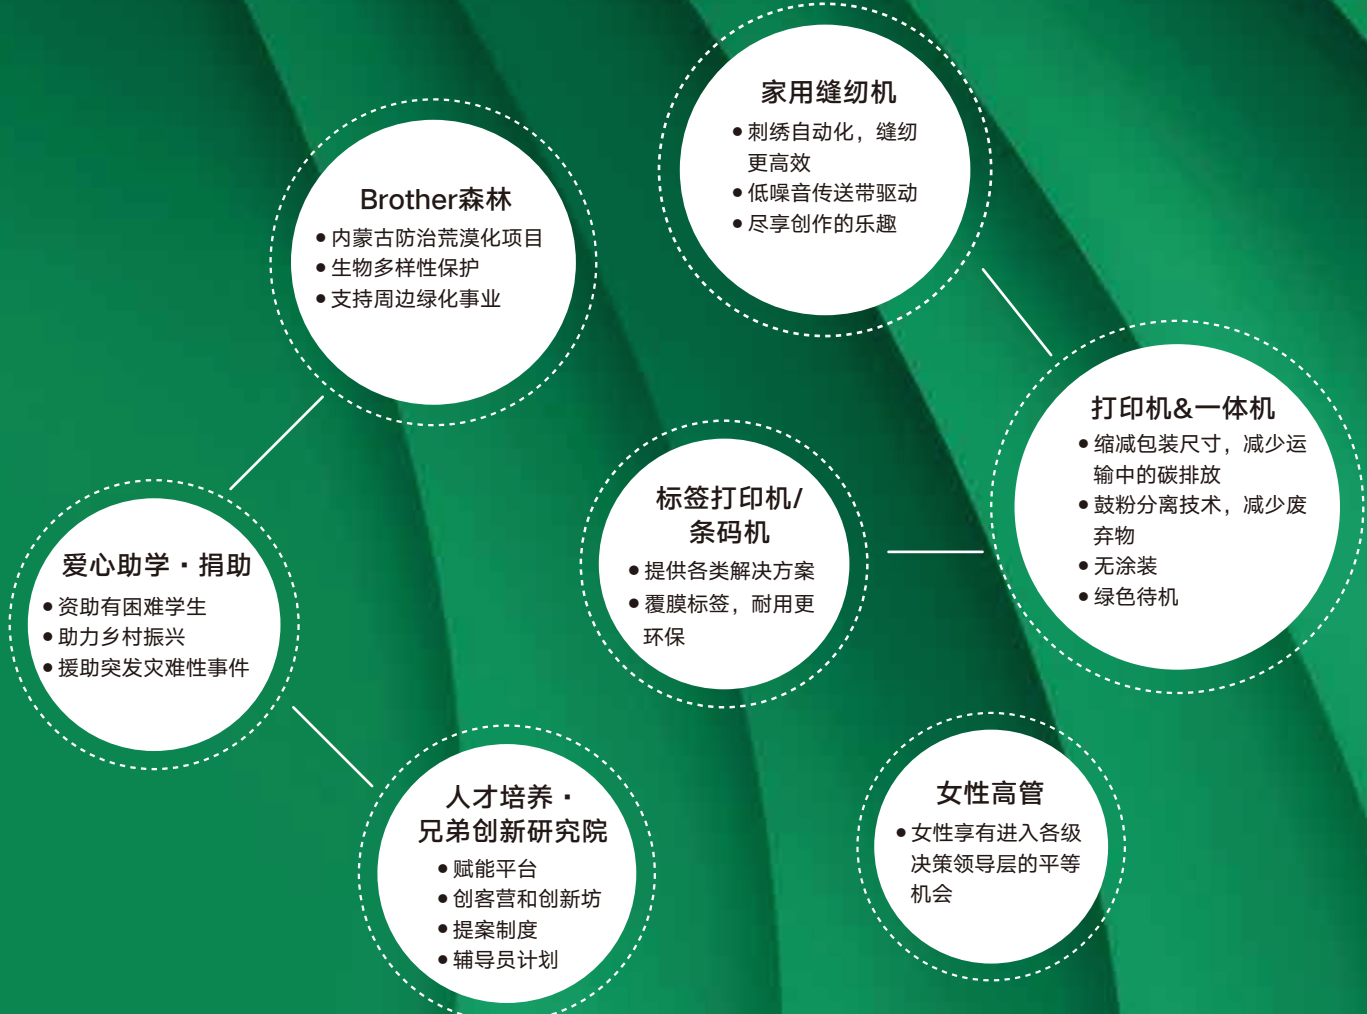 家用缝纫机
• 刺绣自动化，缝纫
更高效
• 低噪音传送带驱动
• 尽享创作的乐趣
Brother森林
• 内蒙古防治荒漠化项目
• 生物多样性保护
• 支持周边绿化事业
打印机&一体机
• 缩减包装尺寸，减少运
输中的碳排放
• 鼓粉分离技术，减少废
弃物
• 无涂装
• 绿色待机
标签打印机/
条码机
• 提供各类解决方案
• 覆膜标签，耐用更
环保
爱心助学·捐助
• 资助有困难学生
• 助力乡村振兴
• 援助突发灾难性事件
人才培养·
兄弟创新研究院
• 赋能平台
• 创客营和创新坊
• 提案制度
• 辅导员计划
女性高管
• 女性享有进入各级
决策领导层的平等
机会